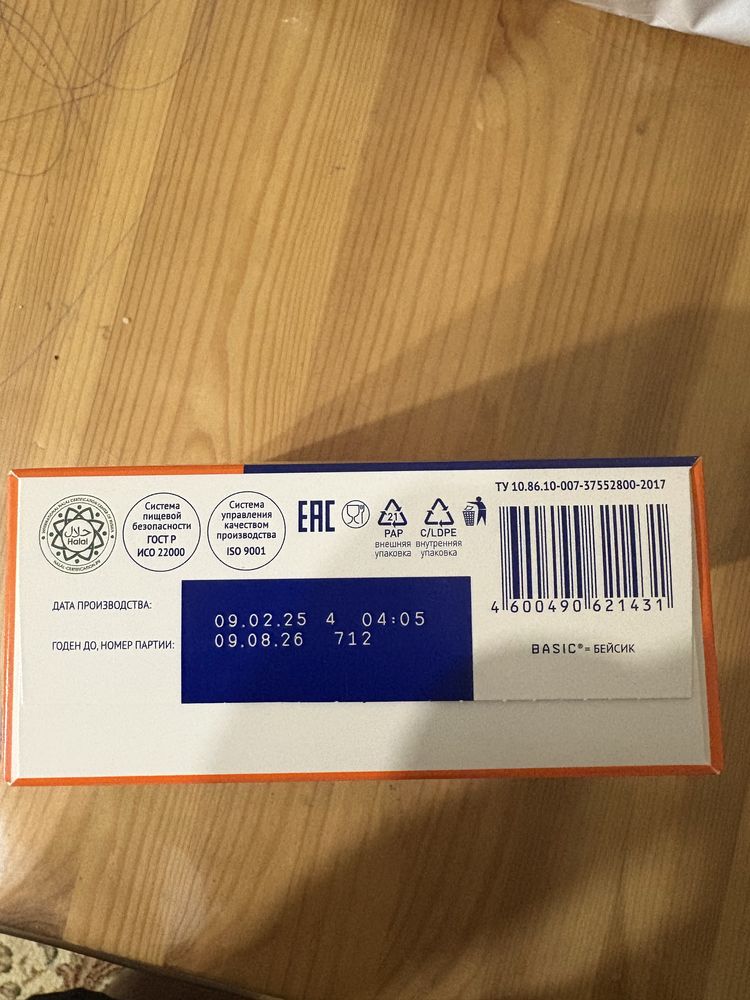 ТУ 10.86.10-007-37552800-2017
Halal
Система
пищевой
безопасности
ГОСТ Р
ИСО 22000
Система
управления
качеством
производства
ISO 9001
EAC
21
PAP
внешняя
упаковка
C/LDPE
внутренняя
упаковка
4 600490 621431
ДАТА ПРОИЗВОДСТВА:
09.02.25 4 04:05
ГОДЕН ДО, НОМЕР ПАРТИИ:
09.08.26 712
BASIC® = БЕЙСИК